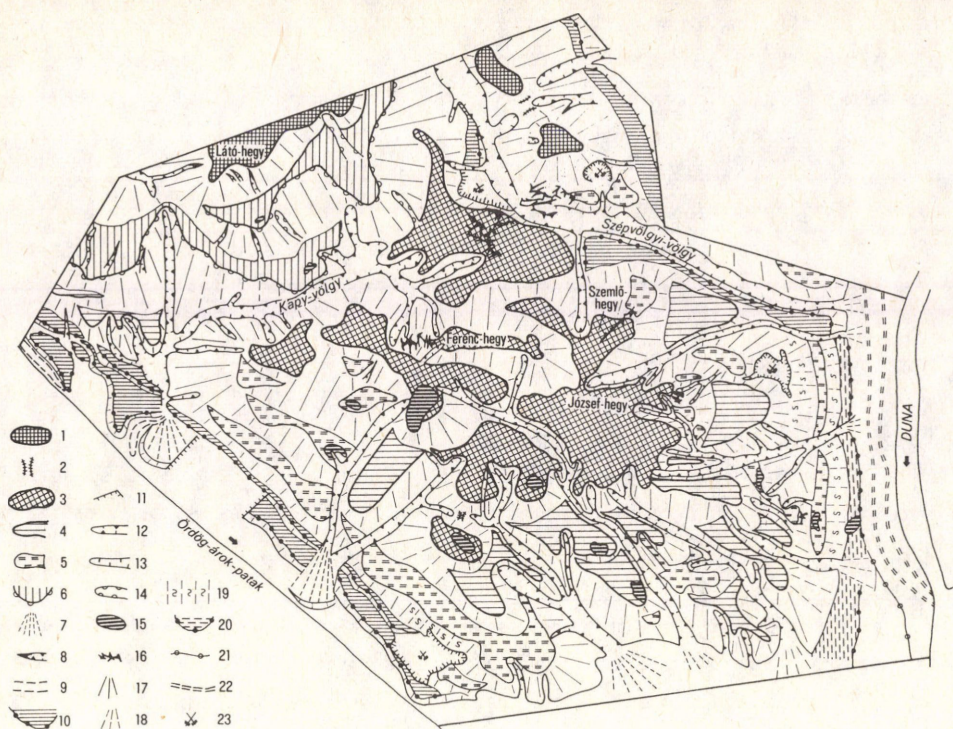 Látó-hegy
Szépvölgyi-völgy
Kapy-völgy
Szemlő-
hegy
Ferenc-hegy
József-hegy
DUNA
Ördög-árok-patak
1
2
3
4
5
6
7
8
9
10
11
12
13
14
15
16
17
18
19
20
21
22
23